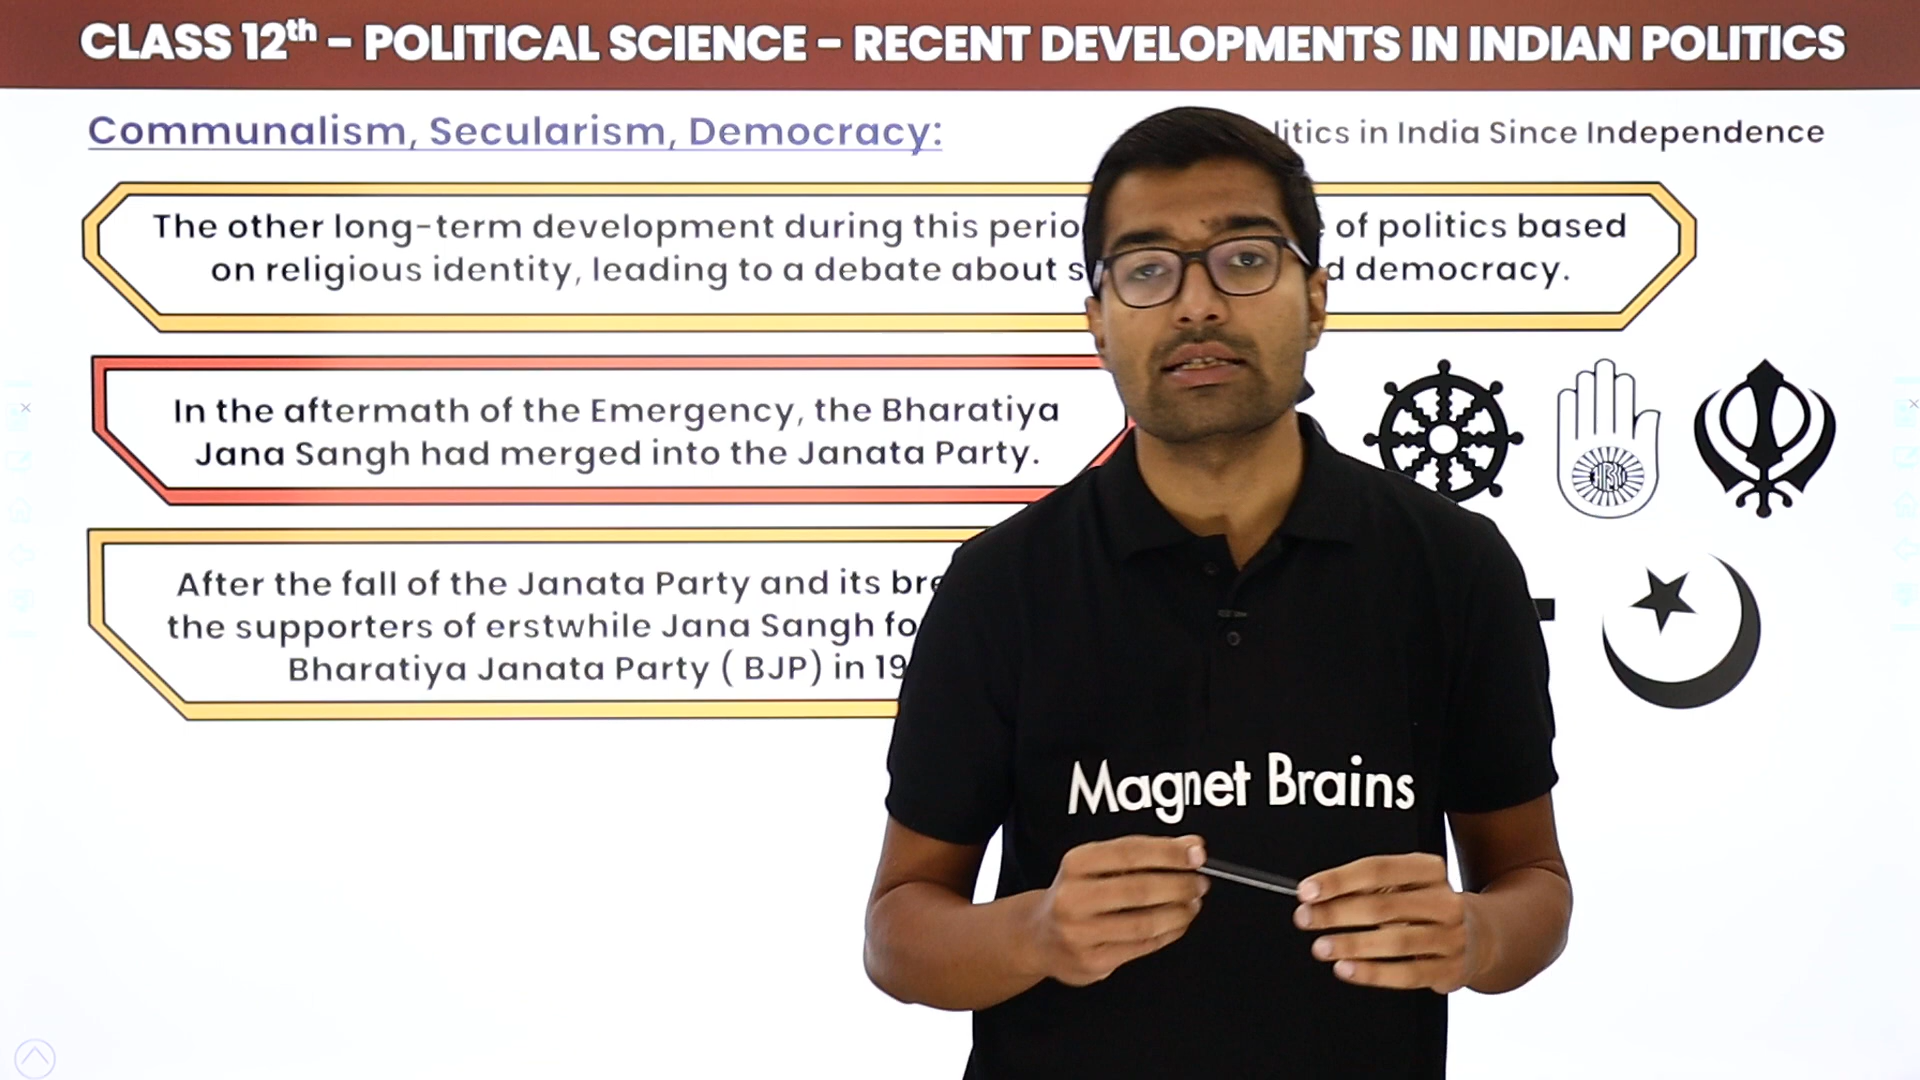 CLASS 12th - POLITICAL SCIENCE - RECENT DEVELOPMENTS IN INDIAN POLITICS
Communalism, Secularism, Democracy:
in India Since Independence
The other long-term development during this
of politics based
on religious identity, leading to a debate about
democracy.
In the aftermath of the Emergency, the Bharatiya
Jana Sangh had merged into the Janata Party.
After the fall of the Janata Party and its
the supporters of erstwhile Jana Sangh
Bharatiya Janata Party ( BJP) in
Magnet Brains